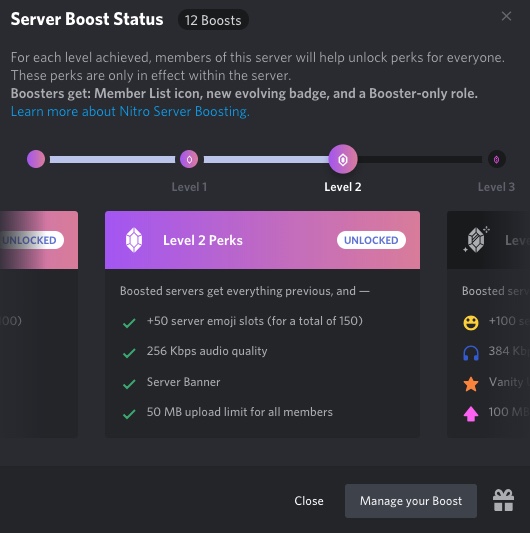 Server Boost Status 12 Boosts
For each level achieved, members of this server will help unlock perks for everyone.
These perks are only in effect within the server.
Boosters get: Member List icon, new evolving badge, and a Booster-only role.
Learn more about Nitro Server Boosting.
Level 1 Level 2 Level 3
UNLOCKED
00)
Level 2 Perks UNLOCKED
Boosted servers get everything previous, and —
+50 server emoji slots (for a total of 150)
256 Kbps audio quality
Server Banner
50 MB upload limit for all members
Boosted
+100
384
Vanity
100 MB
Close Manage your Boost